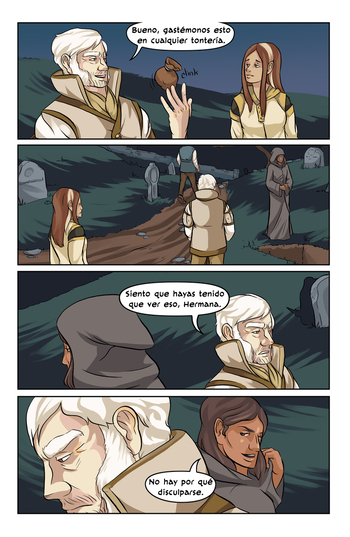 Bueno, gastémonos esto
en cualquier tontería.
clink
Siento que hayas tenido
que ver eso, Hermana.
No hay por qué
disculparse.